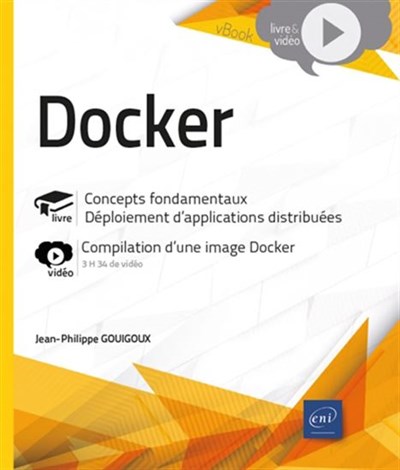 vBook
livre &
vidéo
Docker
livre
Concepts fondamentaux
Déploiement d'applications distribuées
vidéo
Compilation d'une image Docker
3 H 34 de vidéo
Jean-Philippe GOUIGOUX
eni